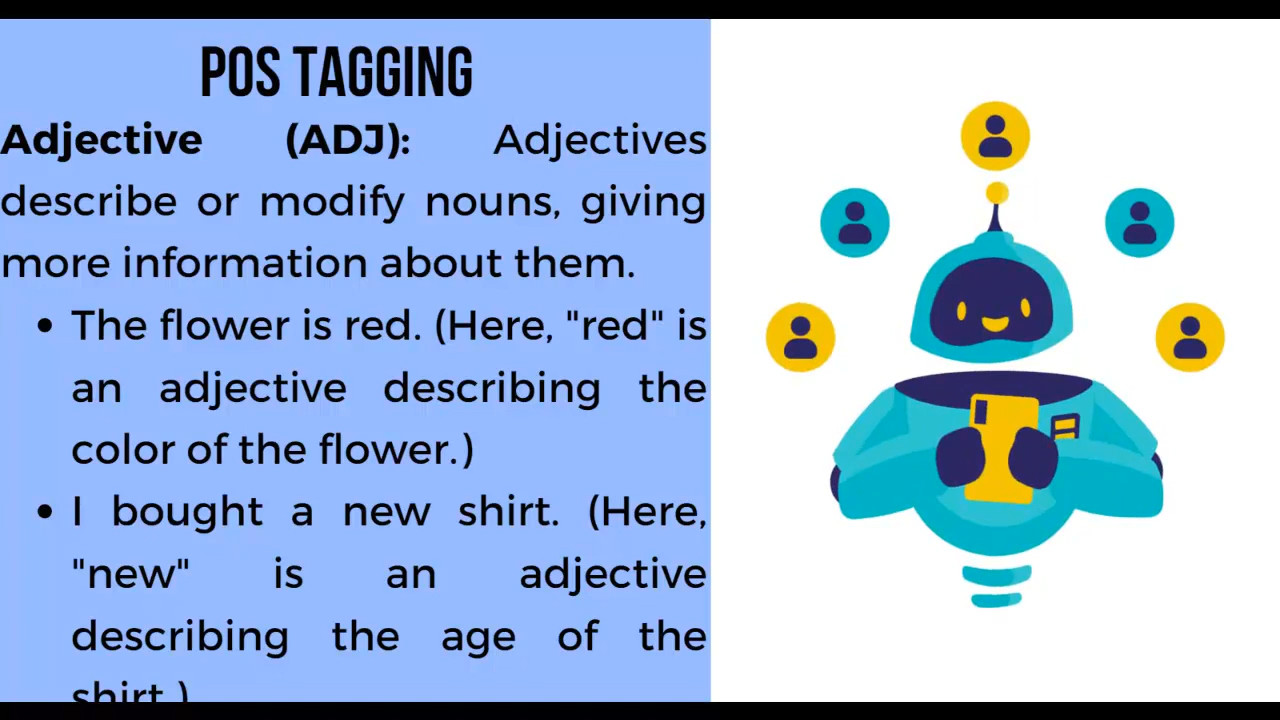 POS TAGGING
Adjective (ADJ): Adjectives
describe or modify nouns, giving
more information about them.
• The flower is red. (Here, "red" is
an adjective describing the
color of the flower.)
• I bought a new shirt. (Here,
"new" is an adjective
describing the age of the
shirt.)